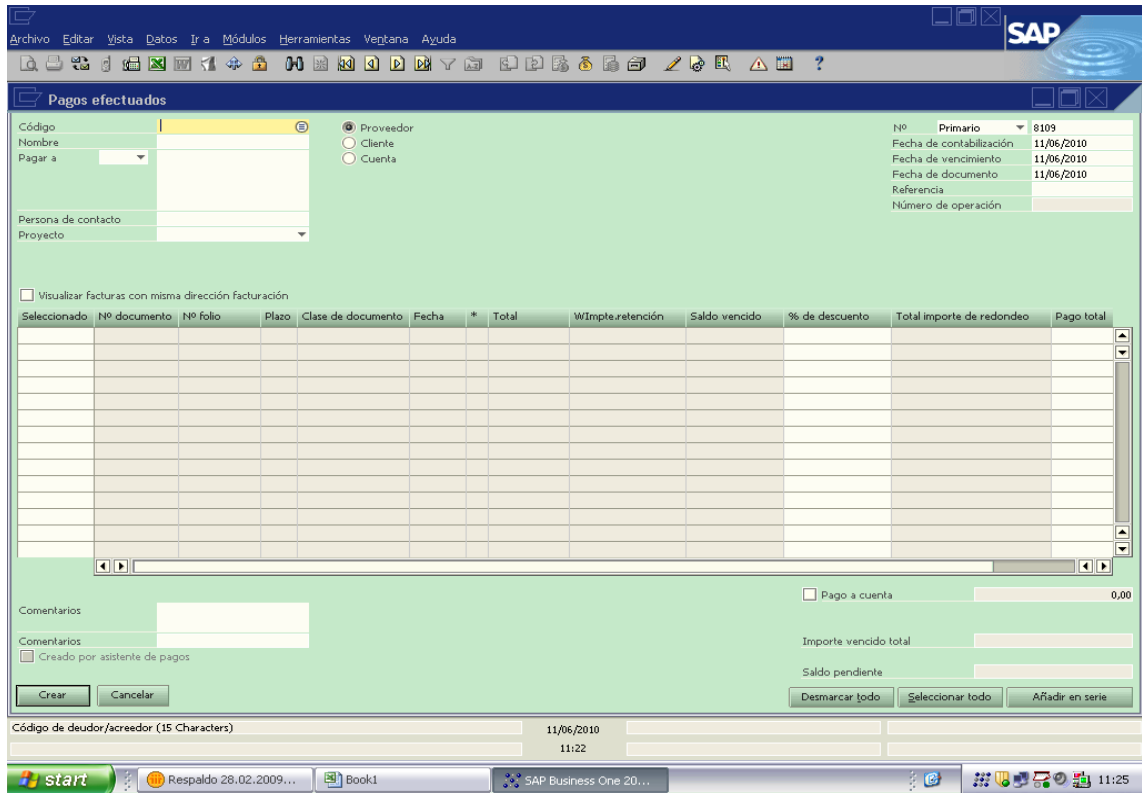 Archivo Editar Vista Datos Ir a Módulos Herramientas Ventana Ayuda
SAP
Pagos efectuados
Código
Proveedor
Nº Primario 8109
Nombre
Cliente
Fecha de contabilización 11/06/2010
Pagar a
Cuenta
Fecha de vencimiento 11/06/2010
Fecha de documento 11/06/2010
Referencia
Número de operación
Persona de contacto
Proyecto
Visualizar facturas con misma dirección facturación
Seleccionado Nº documento Nº folio Plazo Clase de documento Fecha * Total WImpte.retención Saldo vencido % de descuento Total importe de redondeo Pago total
Pago a cuenta 0,00
Comentarios
Comentarios
Importe vencido total
Creado por asistente de pagos
Saldo pendiente
Crear Cancelar Desmarcar todo Seleccionar todo Añadir en serie
Código de deudor/acreedor (15 Characters) 11/06/2010
11:22
start Respaldo 28.02.2009... Book1 SAP Business One 20... 11:25